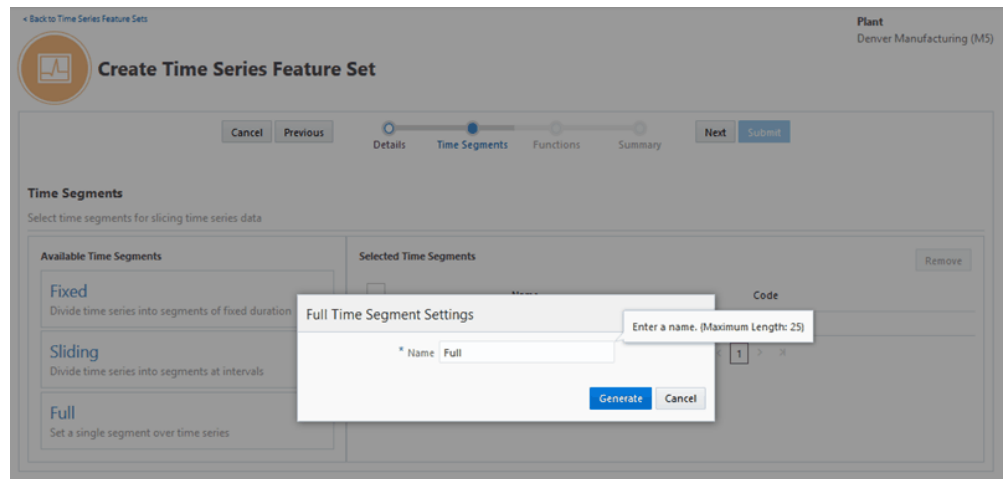 < Back to Time Series Feature Sets
Plant
Denver Manufacturing (M5)
Create Time Series Feature Set
Cancel Previous Details Time Segments Functions Summary Next Submit
Time Segments
Select time segments for slicing time series data
Available Time Segments
Fixed
Divide time series into segments of fixed duration
Sliding
Divide time series into segments at intervals
Full
Set a single segment over time series
Selected Time Segments
Remove
Name Code
1
Full Time Segment Settings
Enter a name. (Maximum Length: 25)
* Name Full
Generate Cancel